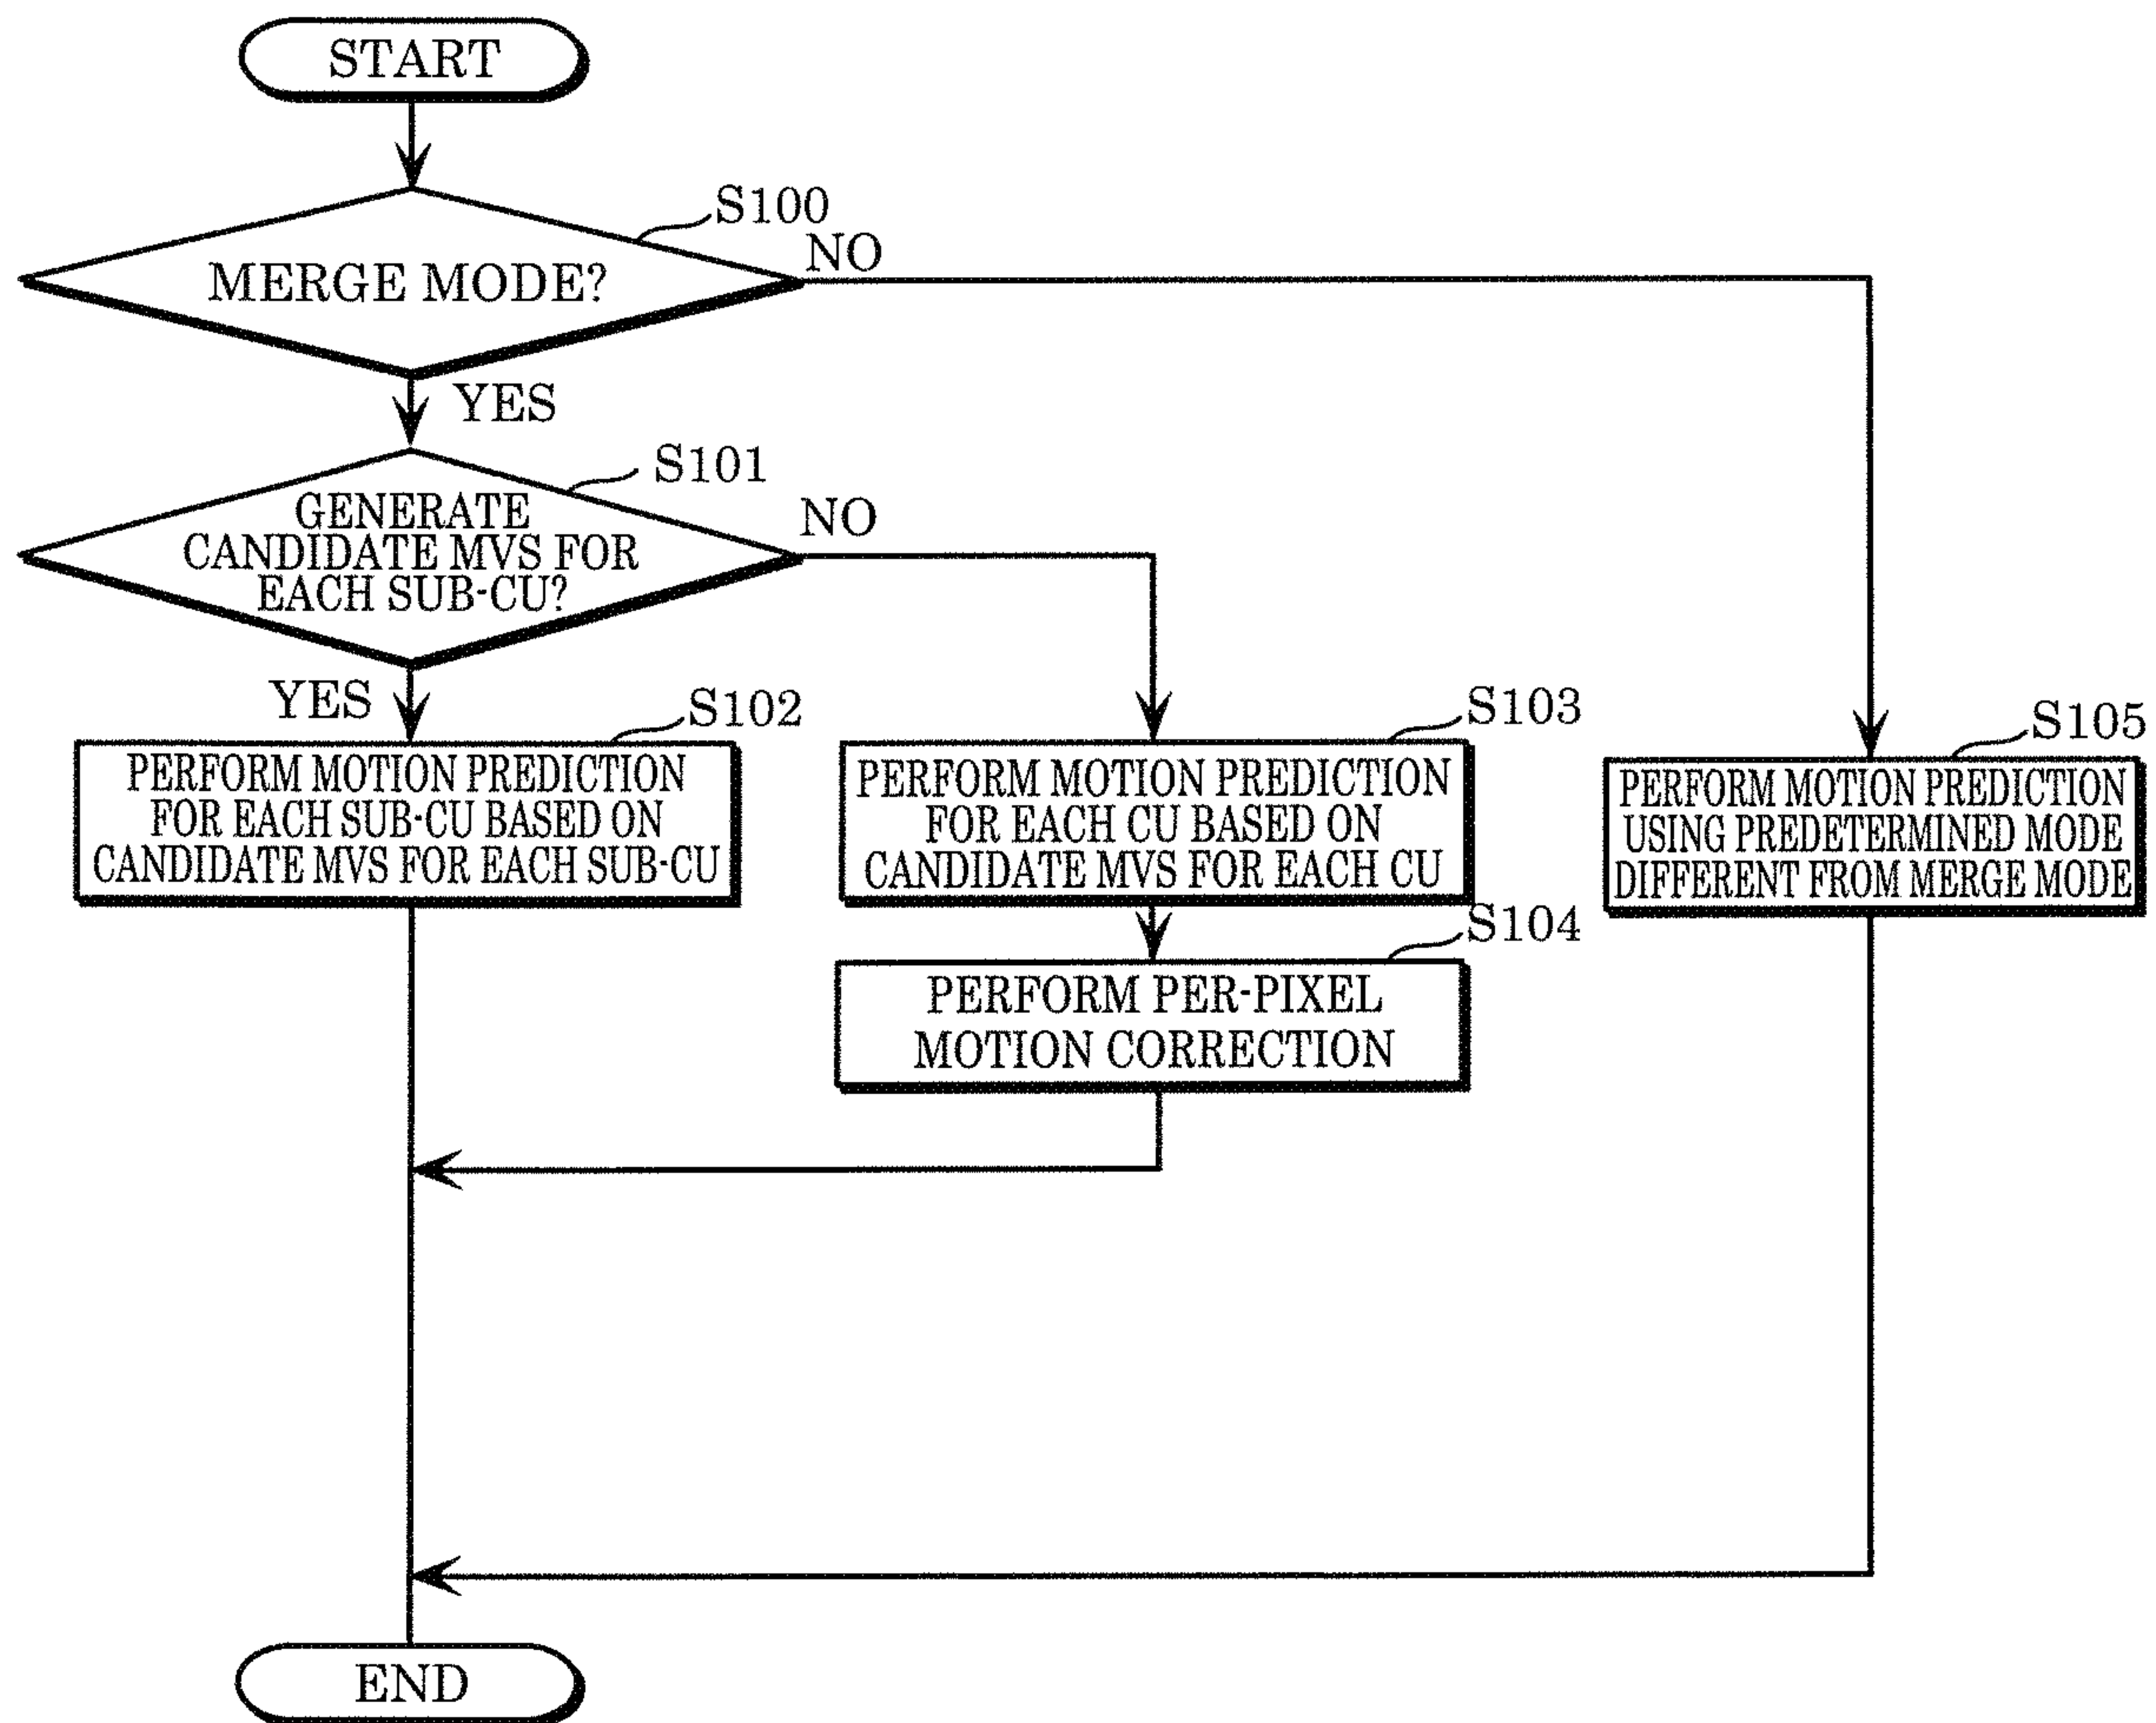 START
S100
MERGE MODE?
NO
YES
S101
GENERATE
CANDIDATE MVS FOR
EACH SUB-CU?
NO
YES
S102
PERFORM MOTION PREDICTION
FOR EACH SUB-CU BASED ON
CANDIDATE MVS FOR EACH SUB-CU
S103
PERFORM MOTION PREDICTION
FOR EACH CU BASED ON
CANDIDATE MVS FOR EACH CU
S104
PERFORM PER-PIXEL
MOTION CORRECTION
S105
PERFORM MOTION PREDICTION
USING PREDETERMINED MODE
DIFFERENT FROM MERGE MODE
END